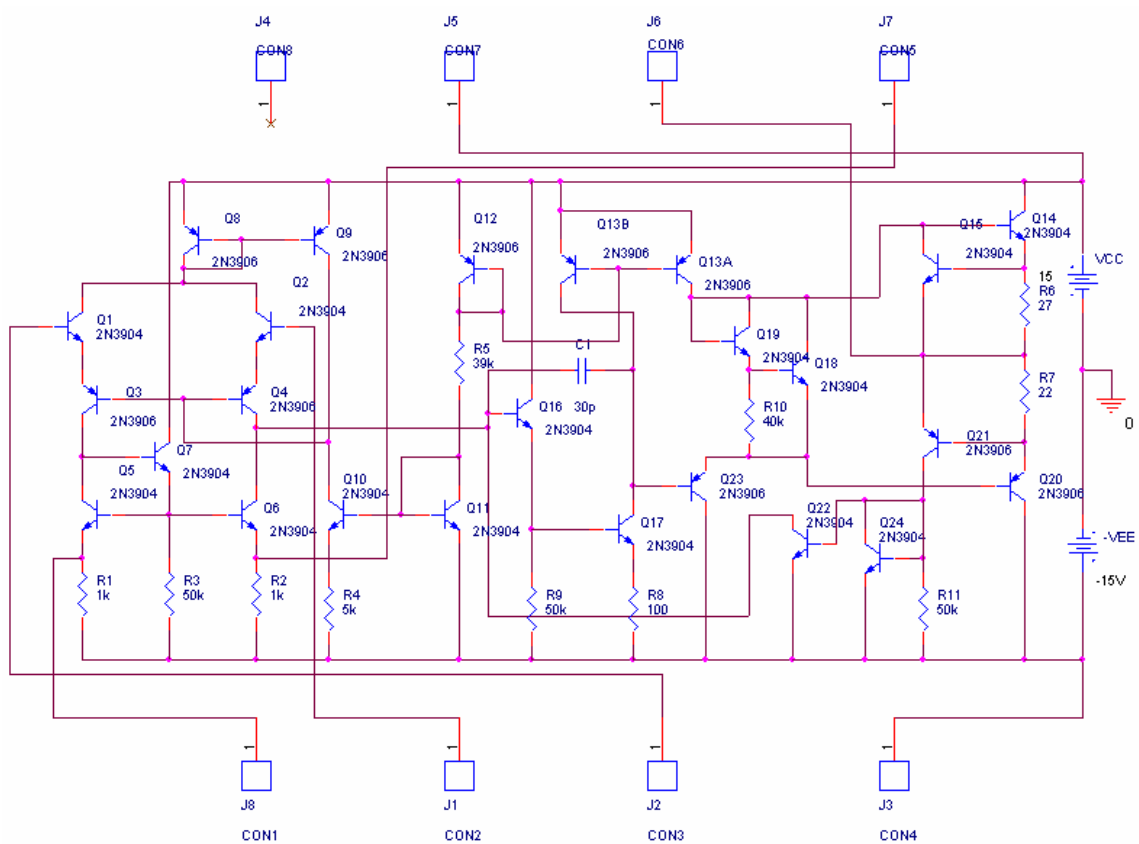 J4
J5
J6
J7
CON8
CON7
CON6
CON5
1
1
1
1
Q8
2N3906
Q9
2N3906
Q12
2N3906
Q13B
2N3906
Q13A
2N3906
Q15
2N3904
Q14
2N3904
VCC
15
R6
27
Q1
2N3904
Q2
2N3904
R5
39k
C1
30p
Q19
2N3904
Q18
2N3904
R7
22
0
Q3
2N3906
Q4
2N3906
Q16
2N3904
R10
40k
Q7
2N3904
Q5
2N3904
Q6
2N3904
Q10
2N3904
Q11
2N3904
Q17
2N3904
Q23
2N3906
Q22
2N3904
Q24
2N3904
Q21
2N3906
Q20
2N3906
-VEE
-15V
R1
1k
R3
50k
R2
1k
R4
5k
R9
50k
R8
100
R11
50k
1
1
1
1
J8
J1
J2
J3
CON1
CON2
CON3
CON4